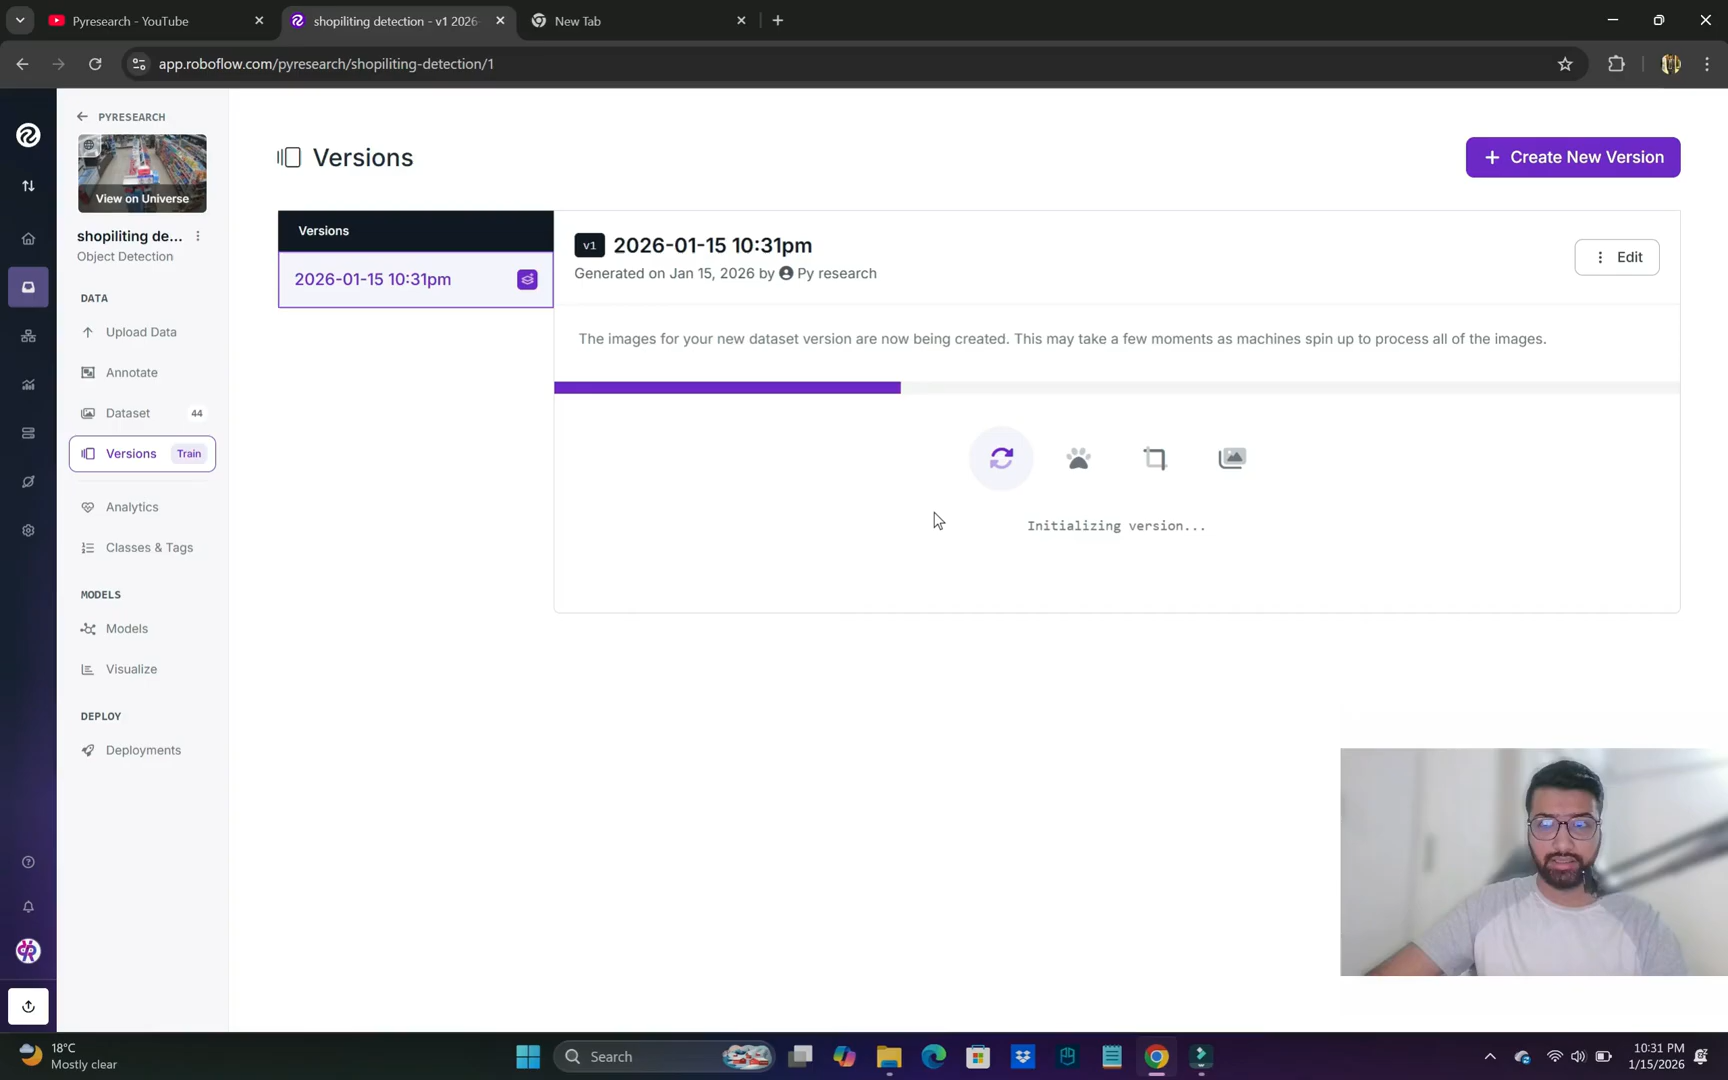 Pyresearch - YouTube
shopiliting detection - v1 2026-
New Tab
app.roboflow.com/pyresearch/shopiliting-detection/1
PYRESEARCH
View on Universe
shopiliting de...
Object Detection
DATA
Upload Data
Annotate
Dataset 44
Versions Train
Analytics
Classes & Tags
MODELS
Models
Visualize
DEPLOY
Deployments
Versions
Create New Version
Versions
2026-01-15 10:31pm
v1 2026-01-15 10:31pm
Generated on Jan 15, 2026 by Py research
Edit
The images for your new dataset version are now being created. This may take a few moments as machines spin up to process all of the images.
Initializing version...
18°C
Mostly clear
Search
10:31 PM
1/15/2026